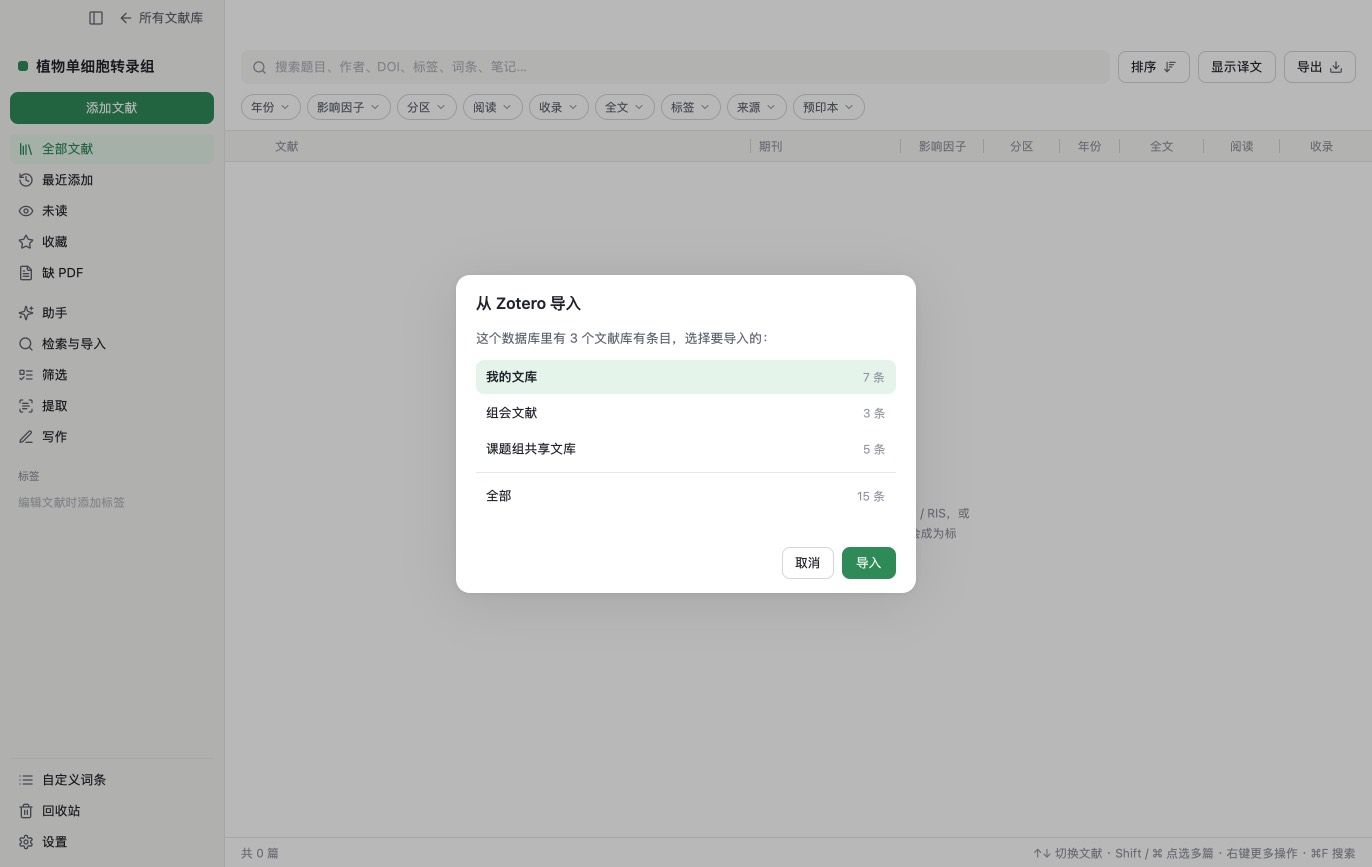 所有文献库
植物单细胞转录组
添加文献
全部文献
最近添加
未读
收藏
缺 PDF
助手
检索与导入
筛选
提取
写作
标签
编辑文献时添加标签
自定义词条
回收站
设置
搜索题目、作者、DOI、标签、词条、笔记...
排序
显示译文
导出
年份
影响因子
分区
阅读
收录
全文
标签
来源
预印本
文献 期刊 影响因子 分区 年份 全文 阅读 收录
从 Zotero 导入
这个数据库里有 3 个文献库有条目，选择要导入的：
我的文库 7 条
组会文献 3 条
课题组共享文库 5 条
全部 15 条
取消 导入
/ RIS，或
成为标
共 0 篇
↑↓ 切换文献 · Shift / ⌘ 点选多篇 · 右键更多操作 · ⌘F 搜索